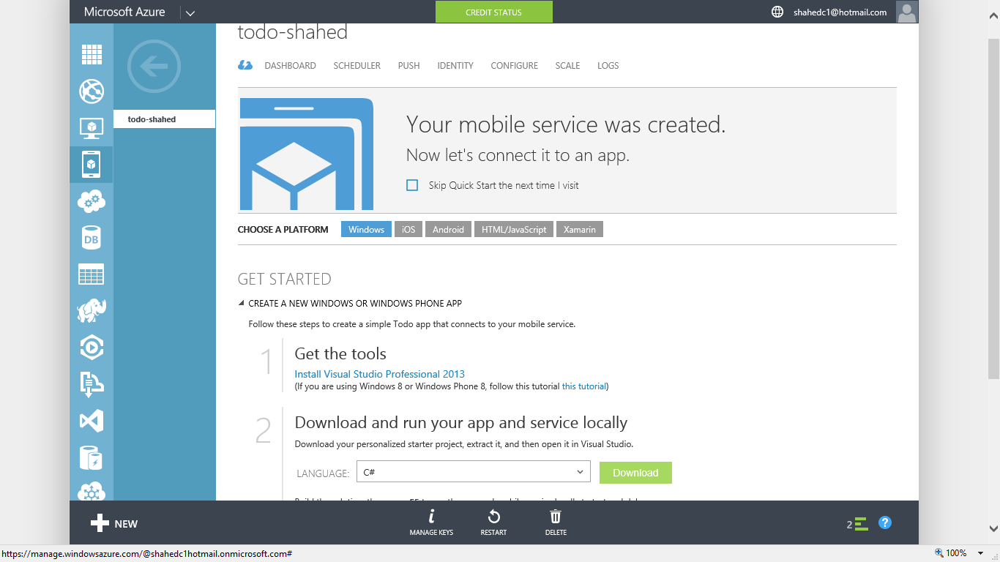 Microsoft Azure
CREDIT STATUS
shahedc1@hotmail.com
todo-shahed
DASHBOARD SCHEDULER PUSH IDENTITY CONFIGURE SCALE LOGS
todo-shahed
Your mobile service was created.
Now let's connect it to an app.
Skip Quick Start the next time I visit
CHOOSE A PLATFORM Windows iOS Android HTML/JavaScript Xamarin
DB
GET STARTED
CREATE A NEW WINDOWS OR WINDOWS PHONE APP
Follow these steps to create a simple Todo app that connects to your mobile service.
1
Get the tools
Install Visual Studio Professional 2013
(If you are using Windows 8 or Windows Phone 8, follow this tutorial this tutorial)
2
Download and run your app and service locally
Download your personalized starter project, extract it, and then open it in Visual Studio.
LANGUAGE: C# Download
NEW
MANAGE KEYS RESTART DELETE
2 ?
https://manage.windowsazure.com/@shahedc1hotmail.onmicrosoft.com#
100%